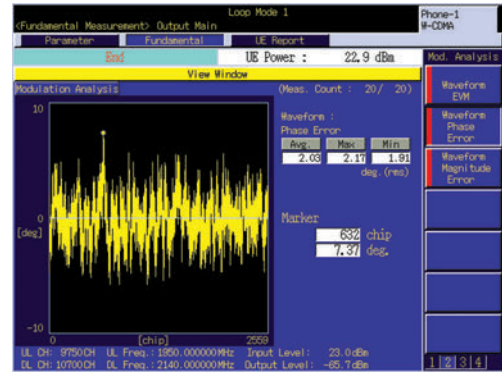 Loop Mode 1
Phone-1
<Fundamental Measurement> Output Main
W-CDMA
Parameter
Fundamental
UE Report
End
UE Power : 22.9 dBm
Mod. Analysis
View Window
Modulation Analysis
(Meas. Count : 20/ 20)
Waveform
EVM
Waveform
Phase
Error
Waveform
Magnitude
Error
10
0
[deg]
-10
0
[chip]
2559
Waveform :
Phase Error
Avg. Max Min
2.03 2.17 1.91
deg.(rms)
Marker
632 chip
7.37 deg.
UL CH: 9750CH UL Freq.: 1950.000000MHz Input Level: 23.0dBm
DL CH: 10700CH DL Freq.: 2140.000000MHz Output Level: -65.7dBm
1 2 3 4